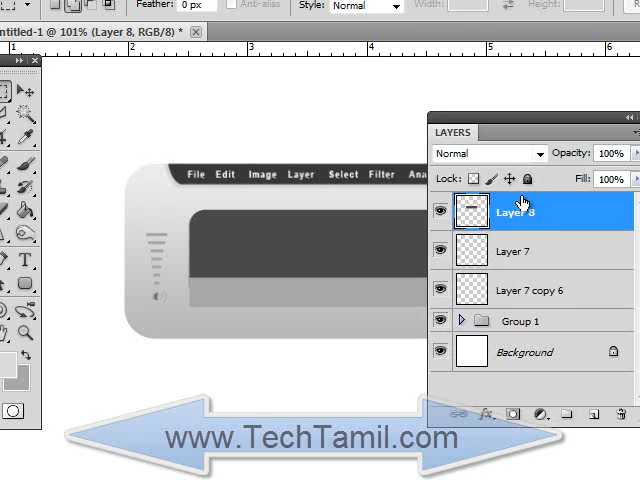 Feather: 0 px Anti-alias Style: Normal Width: Height:
ntitled-1 @ 101% (Layer 8, RGB/8) *
1 2 3 4 5 6
LAYERS
Normal Opacity: 100%
File Edit Image Layer Select Filter Ana
Lock: Fill: 100%
Layer 8
Layer 7
Layer 7 copy 6
Group 1
Background
www.TechTamil.com